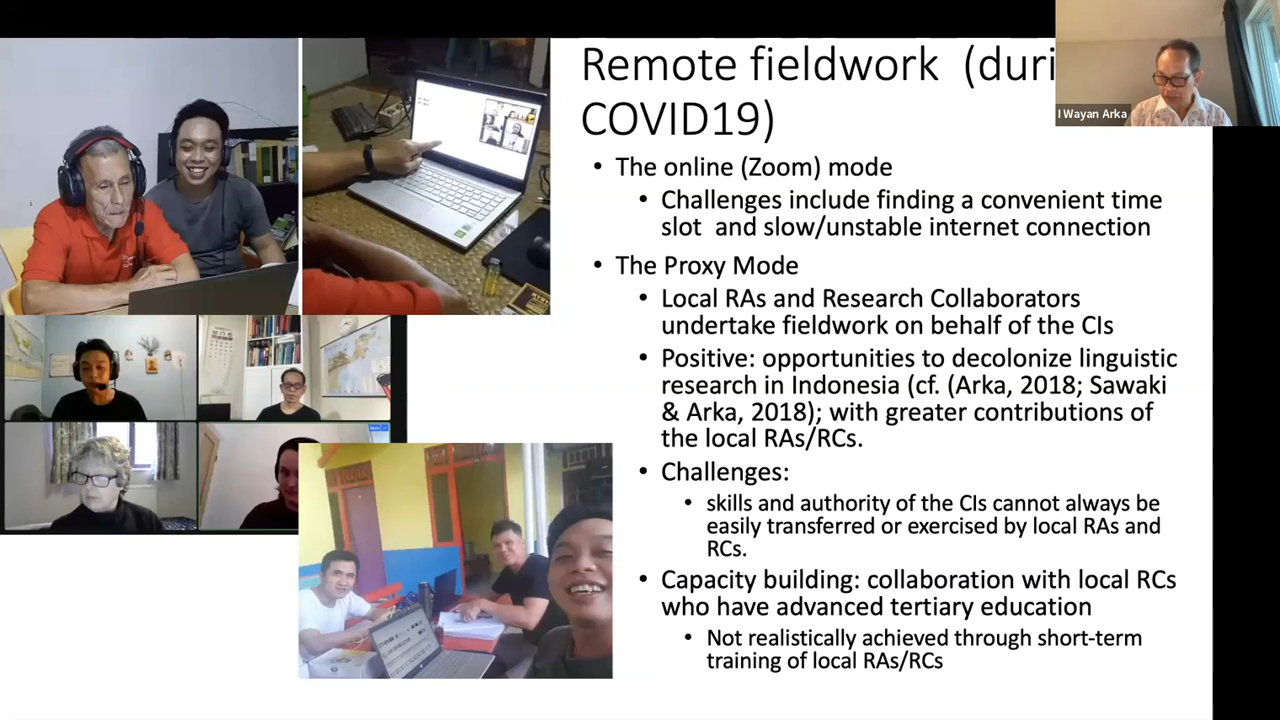 Remote fieldwork (duri
COVID19)
I Wayan Arka
• The online (Zoom) mode
• Challenges include finding a convenient time
slot and slow/unstable internet connection
• The Proxy Mode
• Local RAs and Research Collaborators
undertake fieldwork on behalf of the CIs
• Positive: opportunities to decolonize linguistic
research in Indonesia (cf. (Arka, 2018; Sawaki
& Arka, 2018); with greater contributions of
the local RAs/RCs.
• Challenges:
• skills and authority of the CIs cannot always be
easily transferred or exercised by local RAs and
RCs.
• Capacity building: collaboration with local RCs
who have advanced tertiary education
• Not realistically achieved through short-term
training of local RAs/RCs